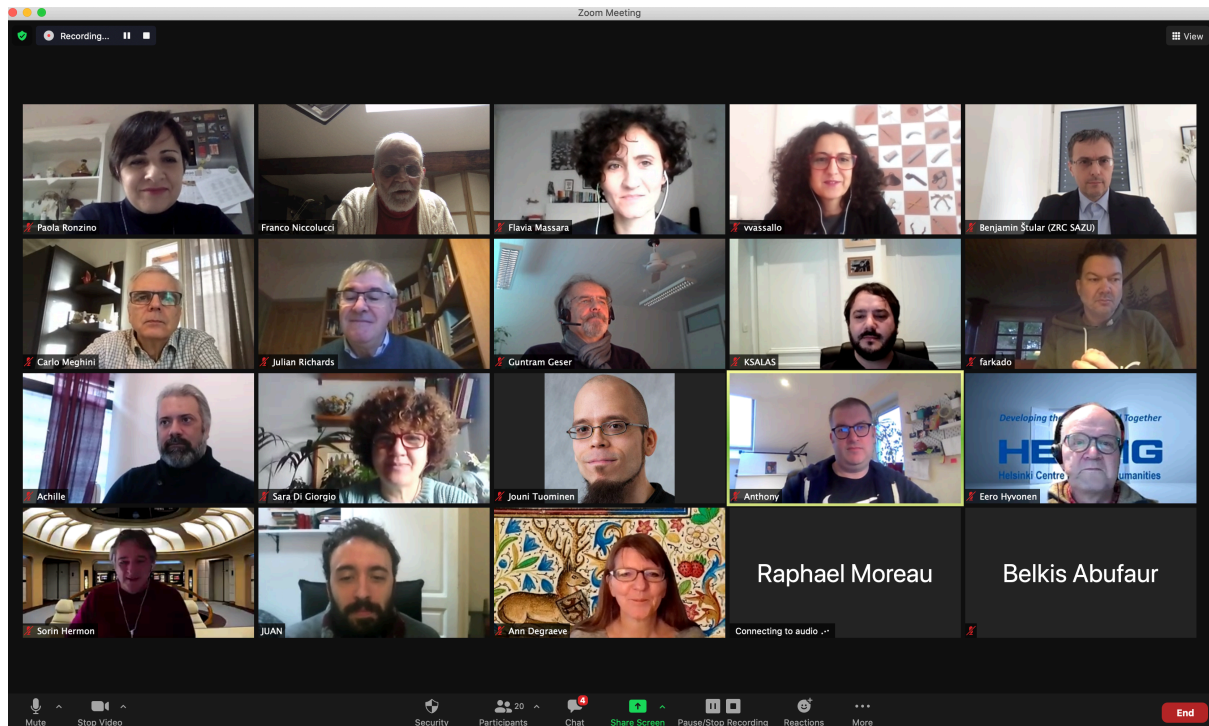 Zoom Meeting
Recording...
View
Paola Ronzino
Franco Niccolucci
Flavia Massara
vvassallo
Benjamin Štular (ZRC SAZU)
Carlo Meghini
Julian Richards
Guntram Geser
KSALAS
farkado
Achille
Sara Di Giorgio
Jouni Tuominen
Anthony
Developing the
Together
HE
G
Helsinki Centre
umanities
Eero Hyvonen
Sorin Hermon
JUAN
Ann Degraeve
Raphael Moreau
Connecting to audio
Belkis Abufaur
Mute
Stop Video
Security
Participants
20
Chat
4
Share Screen
Pause/Stop Recording
Reactions
More
End